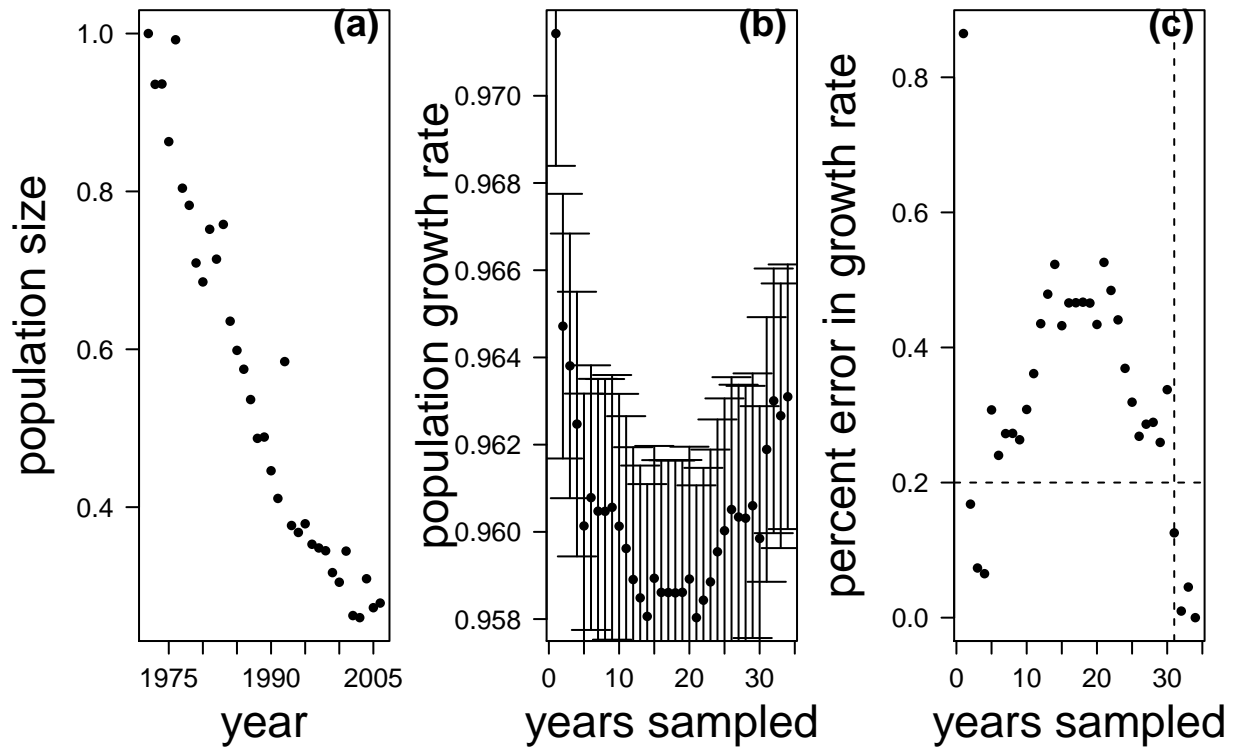 (a)
1.0
0.8
0.6
0.4
population size
1975 1990 2005
year
(b)
0.970
0.968
0.966
0.964
0.962
0.960
0.958
population growth rate
0 10 20 30
years sampled
(c)
0.8
0.6
0.4
0.2
0.0
percent error in growth rate
0 10 20 30
years sampled